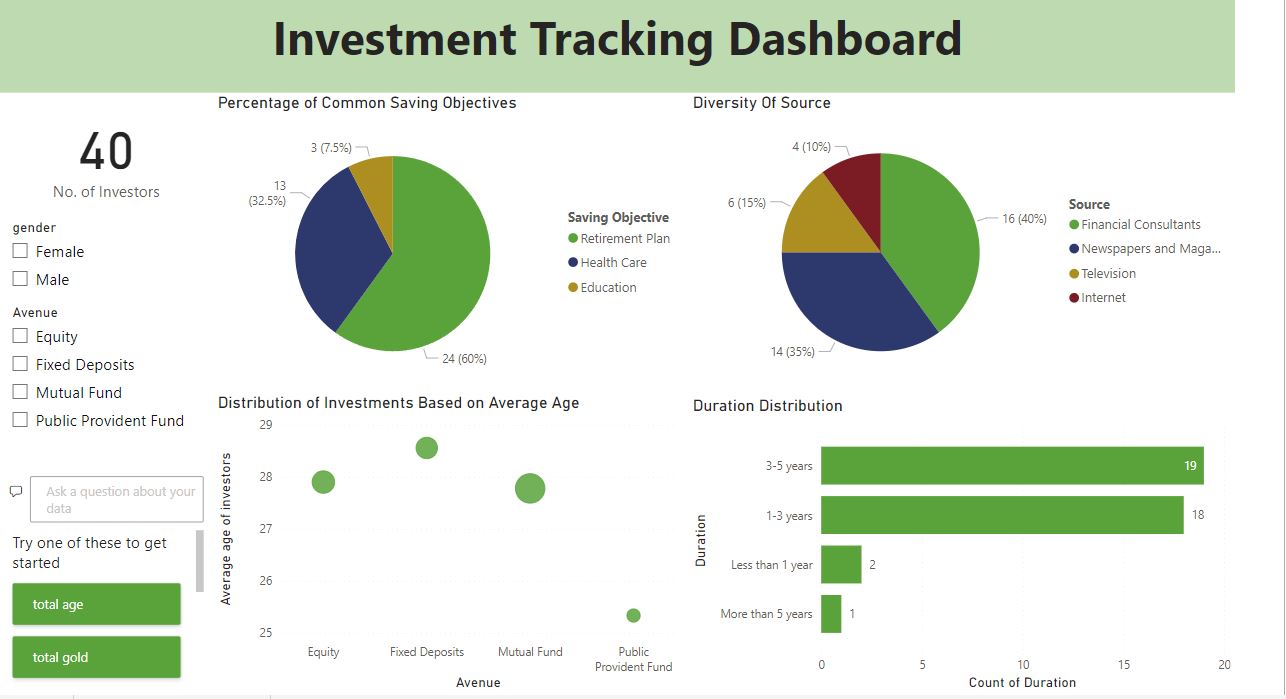 Investment Tracking Dashboard
40
No. of Investors
gender
Female
Male
Avenue
Equity
Fixed Deposits
Mutual Fund
Public Provident Fund
Ask a question about your
data
Try one of these to get
started
total age
total gold
Percentage of Common Saving Objectives
3 (7.5%)
13
(32.5%)
24 (60%)
Saving Objective
Retirement Plan
Health Care
Education
Diversity Of Source
4 (10%)
6 (15%)
16 (40%)
14 (35%)
Source
Financial Consultants
Newspapers and Maga...
Television
Internet
Distribution of Investments Based on Average Age
Average age of investors
29
28
27
26
25
Equity
Fixed Deposits
Mutual Fund
Public
Provident Fund
Avenue
Duration Distribution
Duration
3-5 years
19
1-3 years
18
Less than 1 year
2
More than 5 years
1
0
5
10
15
20
Count of Duration